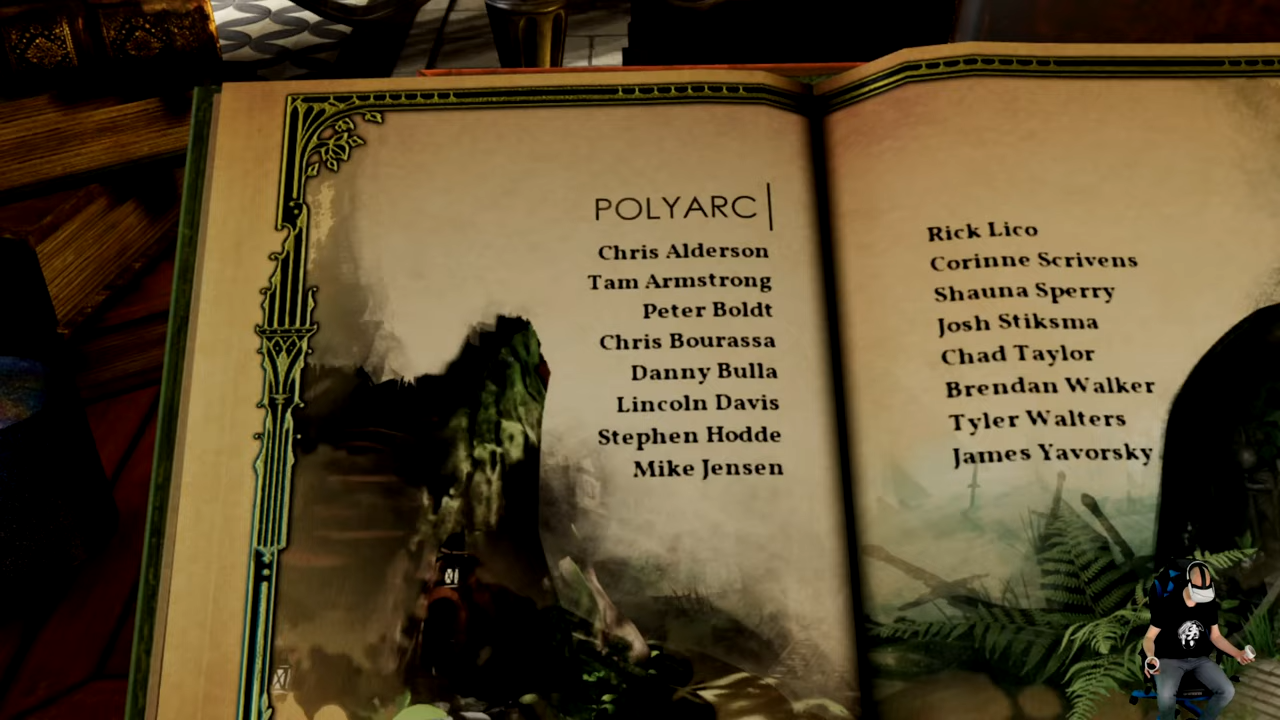 POLYARC
Chris Alderson
Tam Armstrong
Peter Boldt
Chris Bourassa
Danny Bulla
Lincoln Davis
Stephen Hodde
Mike Jensen
Rick Lico
Corinne Scrivens
Shauna Sperry
Josh Stiksma
Chad Taylor
Brendan Walker
Tyler Walters
James Yavorsky